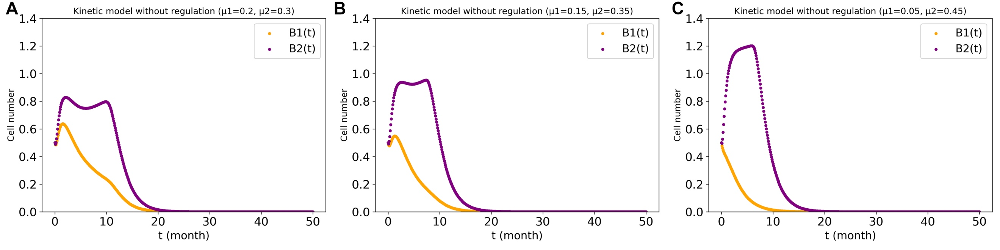 A
Kinetic model without regulation (μ1=0.2, μ2=0.3)
1.4
1.2
1.0
0.8
0.6
0.4
0.2
0.0
Cell number
B1(t)
B2(t)
0 10 20 30 40 50
t (month)
B
Kinetic model without regulation (μ1=0.15, μ2=0.35)
1.4
1.2
1.0
0.8
0.6
0.4
0.2
0.0
Cell number
B1(t)
B2(t)
0 10 20 30 40 50
t (month)
C
Kinetic model without regulation (μ1=0.05, μ2=0.45)
1.4
1.2
1.0
0.8
0.6
0.4
0.2
0.0
Cell number
B1(t)
B2(t)
0 10 20 30 40 50
t (month)